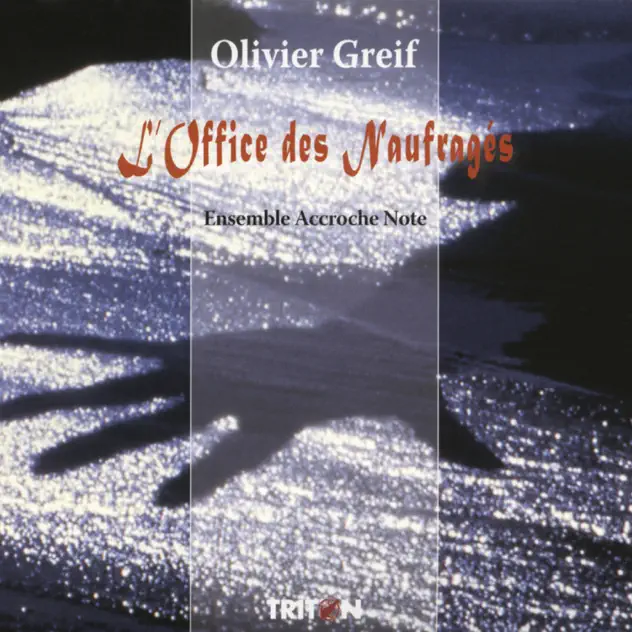 Olivier Greif
L'Office des Naufragés
Ensemble Accroche Note
TRITON